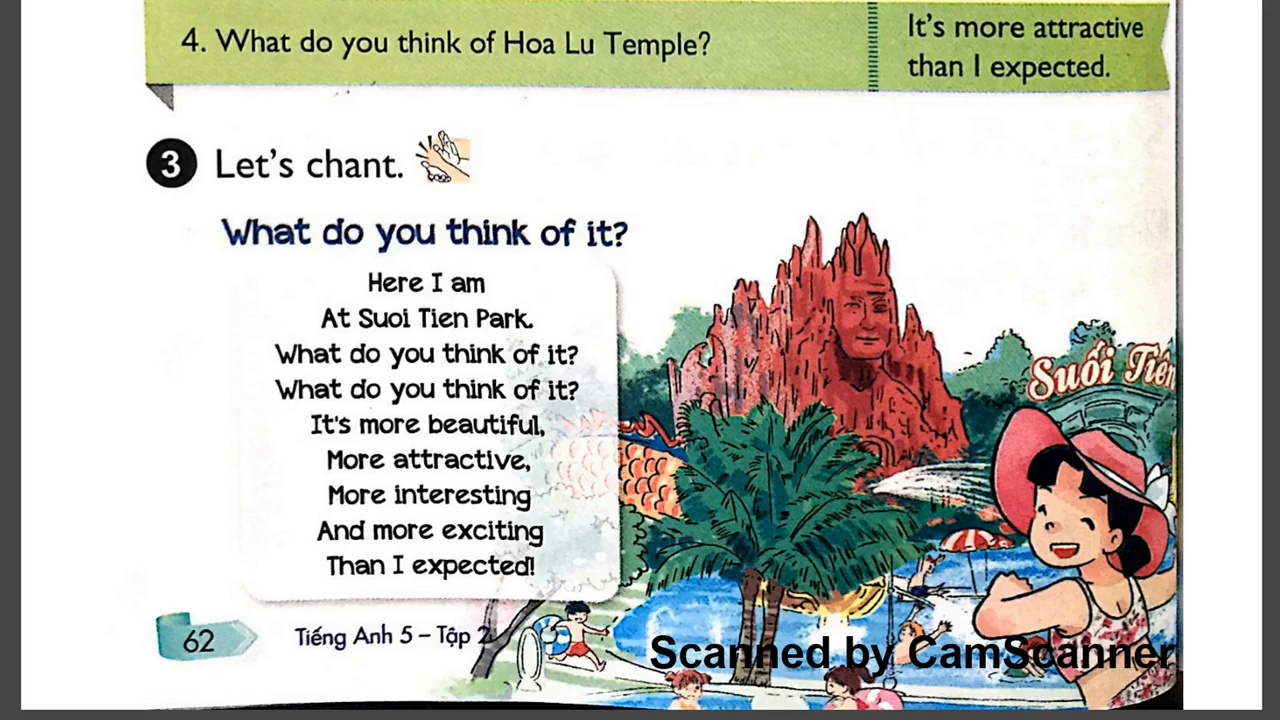 4. What do you think of Hoa Lu Temple?
It's more attractive
than I expected.
3 Let's chant.
What do you think of it?
Here I am
At Suoi Tien Park.
What do you think of it?
What do you think of it?
It's more beautiful,
More attractive,
More interesting
And more exciting
Than I expected!
Suối Tiên
62 Tiếng Anh 5 – Tập 2
Scanned by CamScanner